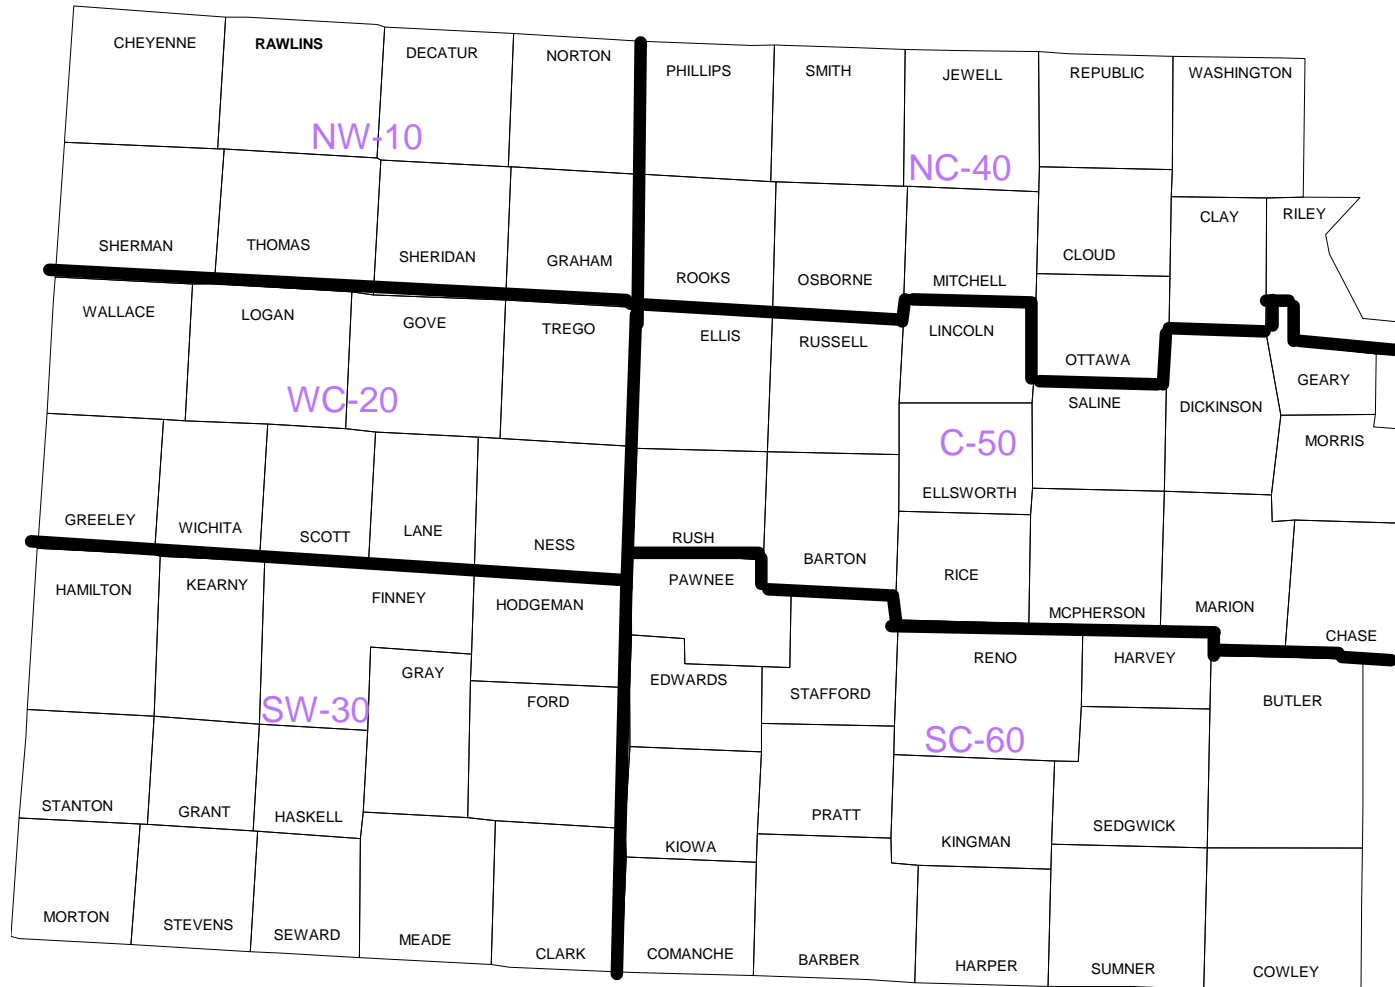 CHEYENNE
RAWLINS
DECATUR
NORTON
PHILLIPS
SMITH
JEWELL
REPUBLIC
WASHINGTON
NW-10
NC-40
SHERMAN
THOMAS
SHERIDAN
GRAHAM
ROOKS
OSBORNE
MITCHELL
CLOUD
CLAY
RILEY
WALLACE
LOGAN
GOVE
TREGO
ELLIS
RUSSELL
LINCOLN
OTTAWA
GEARY
WC-20
SALINE
DICKINSON
C-50
MORRIS
ELLSWORTH
GREELEY
WICHITA
SCOTT
LANE
NESS
RUSH
BARTON
RICE
MCPHERSON
MARION
CHASE
HAMILTON
KEARNY
FINNEY
HODGEMAN
PAWNEE
GRAY
EDWARDS
STAFFORD
RENO
HARVEY
BUTLER
SW-30
FORD
SC-60
STANTON
GRANT
HASKELL
PRATT
KIOWA
KINGMAN
SEDGWICK
MORTON
STEVENS
SEWARD
MEADE
CLARK
COMANCHE
BARBER
HARPER
SUMNER
COWLEY